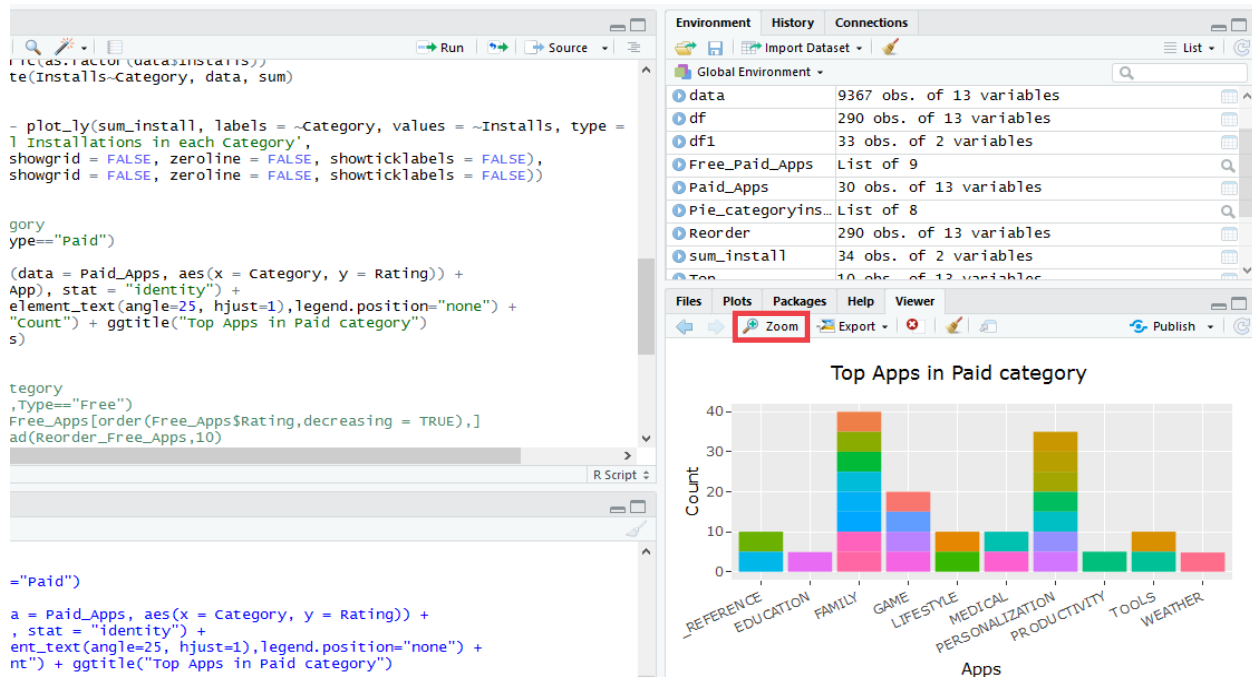 Run
Source
ric(as.factor(data$Installs))
te(Installs~Category, data, sum)
- plot_ly(sum_install, labels = ~Category, values = ~Installs, type =
l Installations in each Category',
showgrid = FALSE, zeroline = FALSE, showticklabels = FALSE),
showgrid = FALSE, zeroline = FALSE, showticklabels = FALSE))
gory
ype=="Paid")
(data = Paid_Apps, aes(x = Category, y = Rating)) +
App), stat = "identity") +
element_text(angle=25, hjust=1),legend.position="none") +
"Count") + ggtitle("Top Apps in Paid category")
s)
tegory
,Type=="Free")
Free_Apps[order(Free_Apps$Rating,decreasing = TRUE),]
ad(Reorder_Free_Apps,10)
R Script
="Paid")
a = Paid_Apps, aes(x = Category, y = Rating)) +
, stat = "identity") +
ent_text(angle=25, hjust=1),legend.position="none") +
nt") + ggtitle("Top Apps in Paid category")
Environment History Connections
Import Dataset List
Global Environment
data 9367 obs. of 13 variables
df 290 obs. of 13 variables
df1 33 obs. of 2 variables
Free_Paid_Apps List of 9
Paid_Apps 30 obs. of 13 variables
Pie_categoryins… List of 8
Reorder 290 obs. of 13 variables
sum_install 34 obs. of 2 variables
Top 10 obs. of 13 variables
Files Plots Packages Help Viewer
Zoom Export Publish
Top Apps in Paid category
40
30
20
10
0
Count
_REFERENCE
EDUCATION
FAMILY
GAME
LIFESTYLE
MEDICAL
PERSONALIZATION
PRODUCTIVITY
TOOLS
WEATHER
Apps